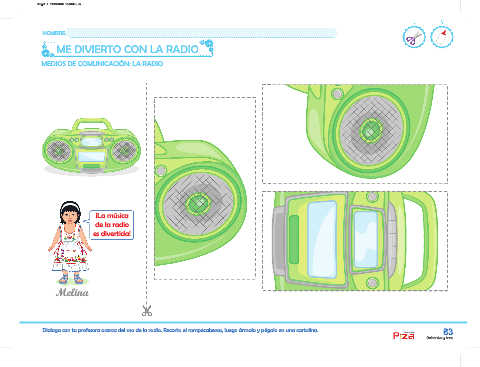 NOMBRE:
ME DIVIERTO CON LA RADIO
MEDIOS DE COMUNICACIÓN: LA RADIO
¡La música
de la radio
es divertida!
Melina
Dialoga con tu profesora acerca del uso de la radio. Recorta el rompecabezas, luego ármalo y pégalo en una cartulina.
83